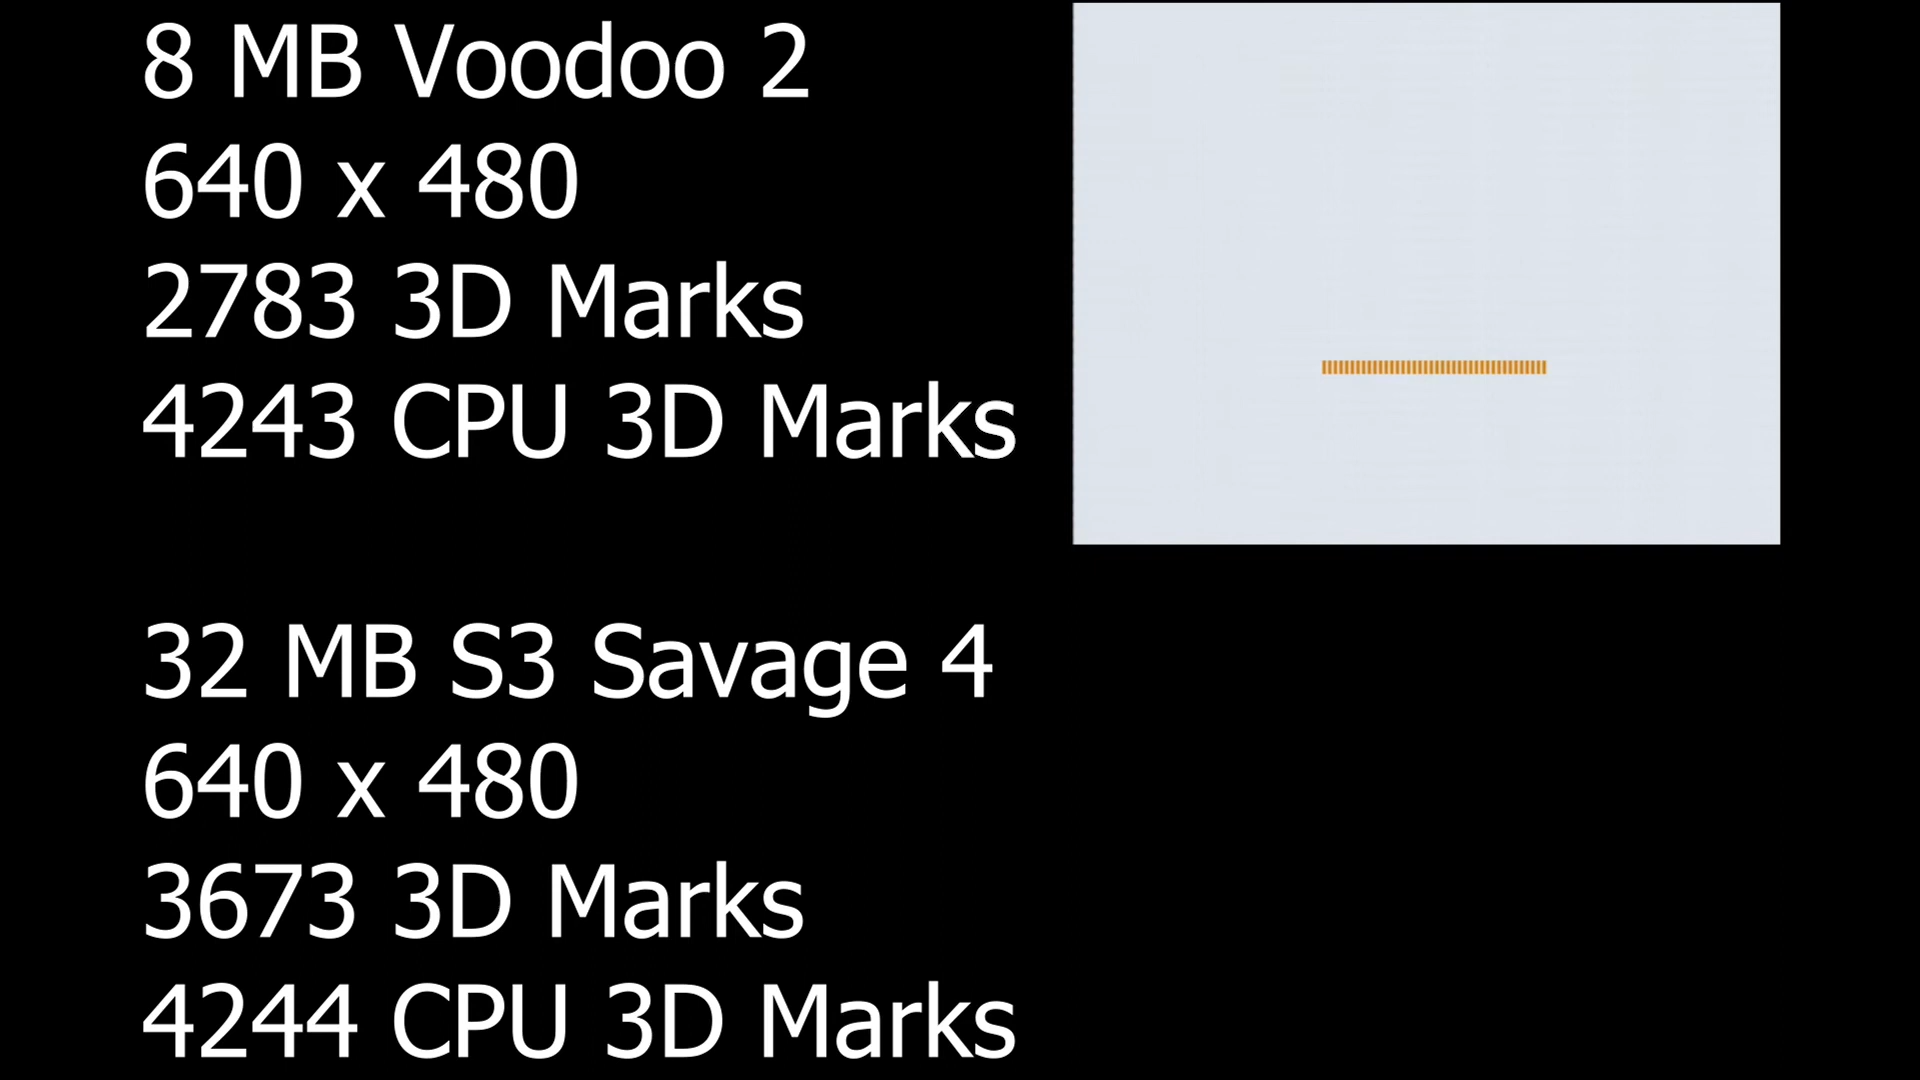 8 MB Voodoo 2
640 x 480
2783 3D Marks
4243 CPU 3D Marks
32 MB S3 Savage 4
640 x 480
3673 3D Marks
4244 CPU 3D Marks